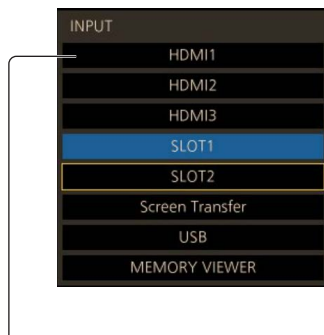 INPUT
HDMI1
HDMI2
HDMI3
SLOT1
SLOT2
Screen Transfer
USB
MEMORY VIEWER